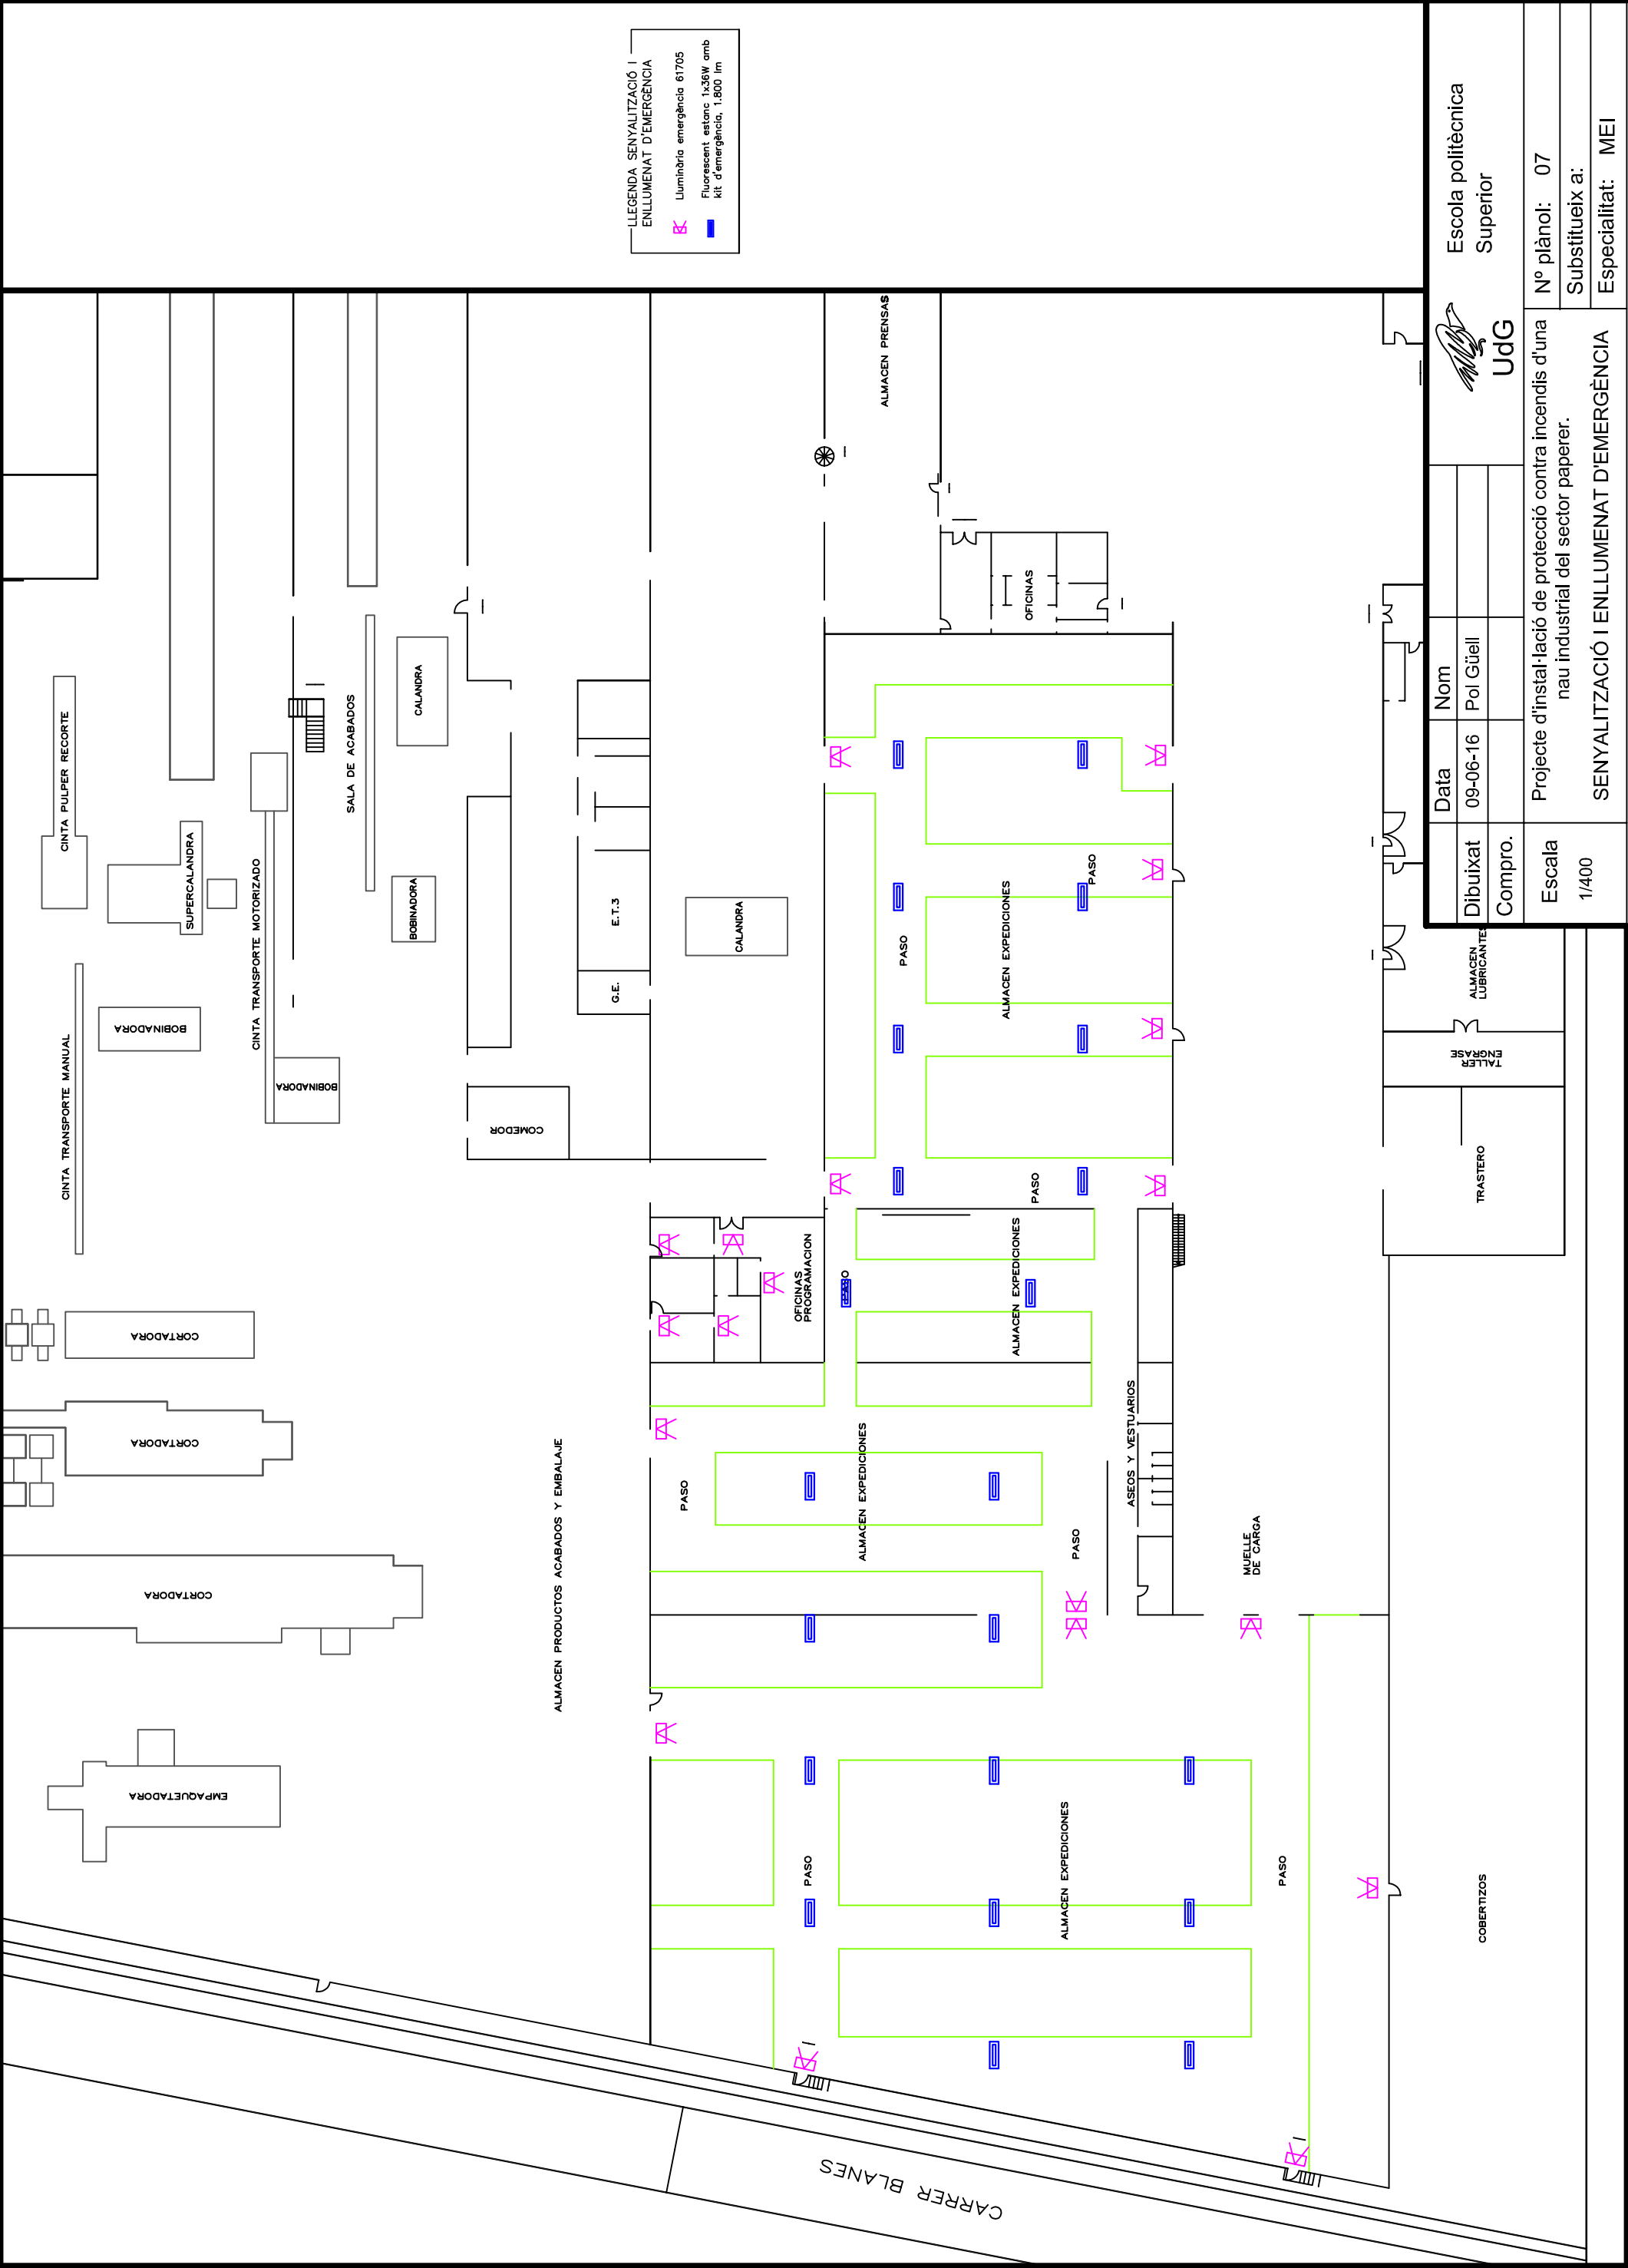 LLEGENDA SENYALITZACIÓ I
ENLLUMENAT D'EMERGÈNCIA
Lluminària emergència 61705
Fluorescent estanc 1x36W amb
kit d'emergència, 1.800 lm
CINTA PULPER RECORTE
SUPERCALANDRA
CINTA TRANSPORTE MOTORIZADO
SALA DE ACABADOS
CALANDRA
BOBINADORA
CINTA TRANSPORTE MANUAL
BOBINADORA
BOBINADORA
COMEDOR
E.T.3
G.E.
CALANDRA
ALMACEN PRENSAS
OFICINAS
PASO
PASO
ALMACEN EXPEDICIONES
PASO
ALMACEN EXPEDICIONES
PASO
OFICINAS
PROGRAMACION
CORTADORA
CORTADORA
CORTADORA
EMPAQUETADORA
ALMACEN PRODUCTOS ACABADOS Y EMBALAJE
PASO
ALMACEN EXPEDICIONES
PASO
ASEOS Y VESTUARIOS
MUELLE
DE CARGA
PASO
ALMACEN EXPEDICIONES
PASO
COBERTIZOS
TRASTERO
TALLER
ENGRASE
ALMACEN
LUBRICANTES
CARRER BLANES
Data
Nom
Dibuixat
09-06-16
Pol Güell
Compro.
UdG
Escola politècnica
Superior
Escala
1/400
Projecte d'instal·lació de protecció contra incendis d'una
nau industrial del sector paperer.
SENYALITZACIÓ I ENLLUMENAT D'EMERGÈNCIA
Nº plànol: 07
Substitueix a:
Especialitat: MEI